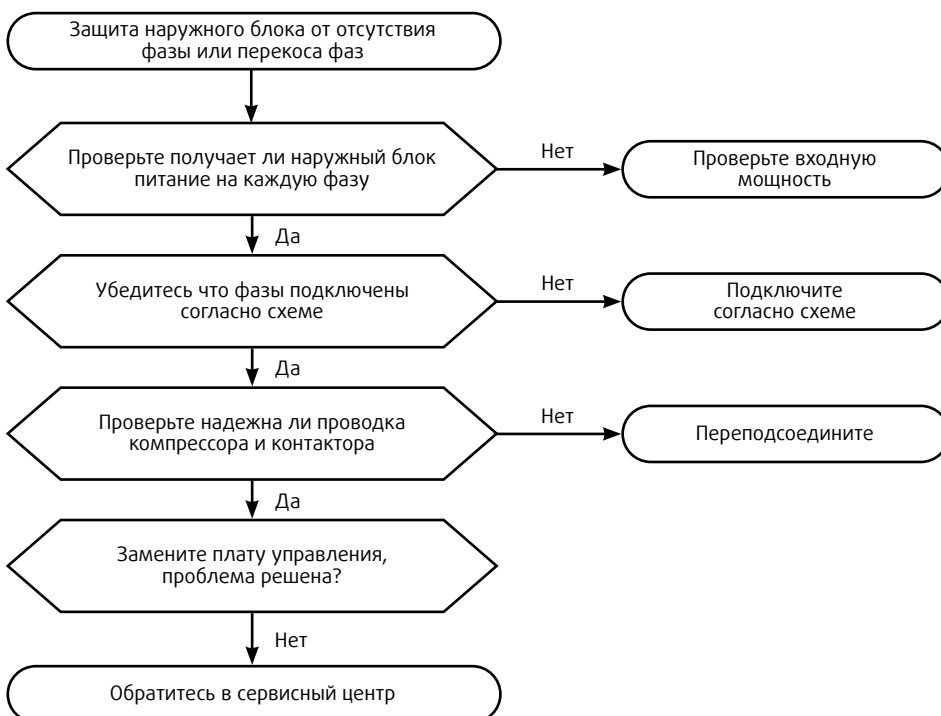 Защита наружного блока от отсутствия
фазы или перекоса фаз
Проверьте получает ли наружный блок
питание на каждую фазу
Нет
Проверьте входную
мощность
Да
Убедитесь что фазы подключены
согласно схеме
Нет
Подключите
согласно схеме
Да
Проверьте надежна ли проводка
компрессора и контактора
Нет
Переподсоедините
Да
Замените плату управления,
проблема решена?
Нет
Обратитесь в сервисный центр